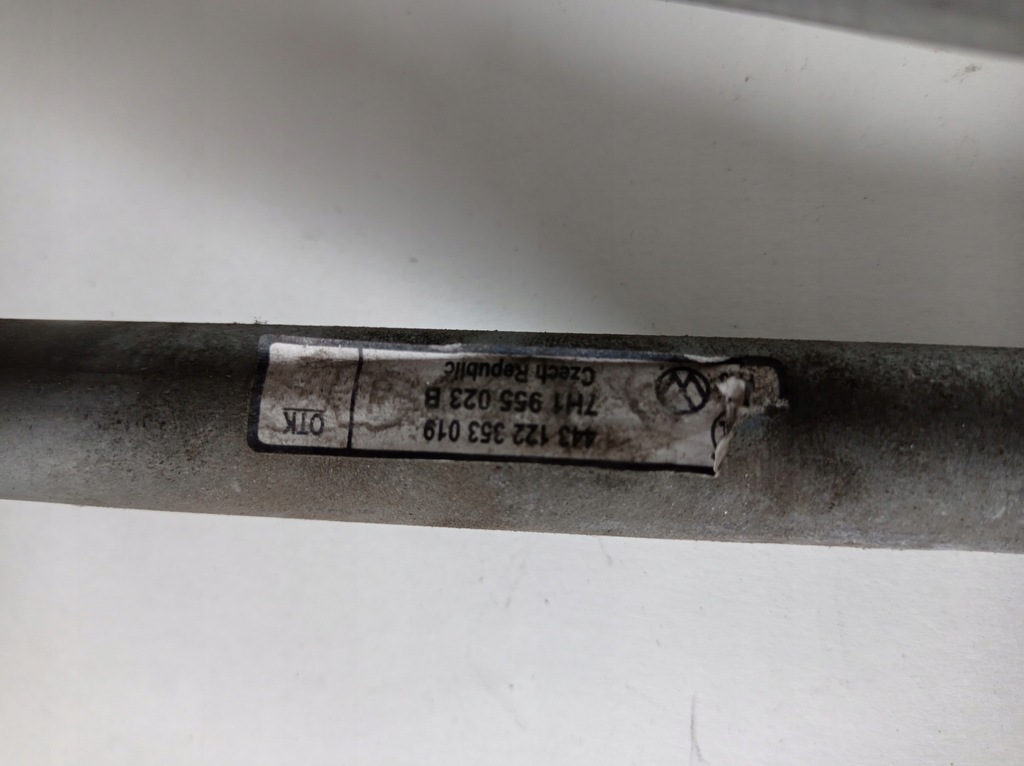 443 122 353 019
7H1 955 023 B
Czech Republic
OTK